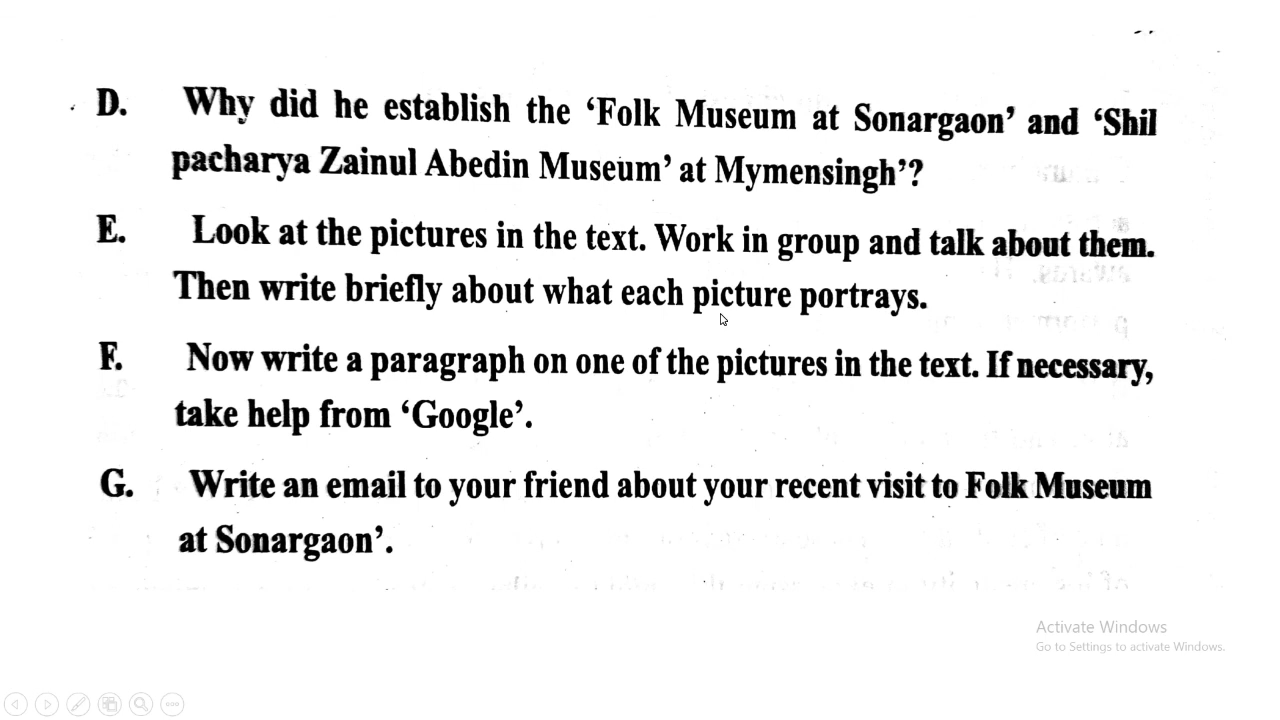 D. Why did he establish the ‘Folk Museum at Sonargaon’ and ‘Shil
pacharya Zainul Abedin Museum’ at Mymensingh’?
E. Look at the pictures in the text. Work in group and talk about them.
Then write briefly about what each picture portrays.
F. Now write a paragraph on one of the pictures in the text. If necessary,
take help from ‘Google’.
G. Write an email to your friend about your recent visit to Folk Museum
at Sonargaon’.
Activate Windows
Go to Settings to activate Windows.